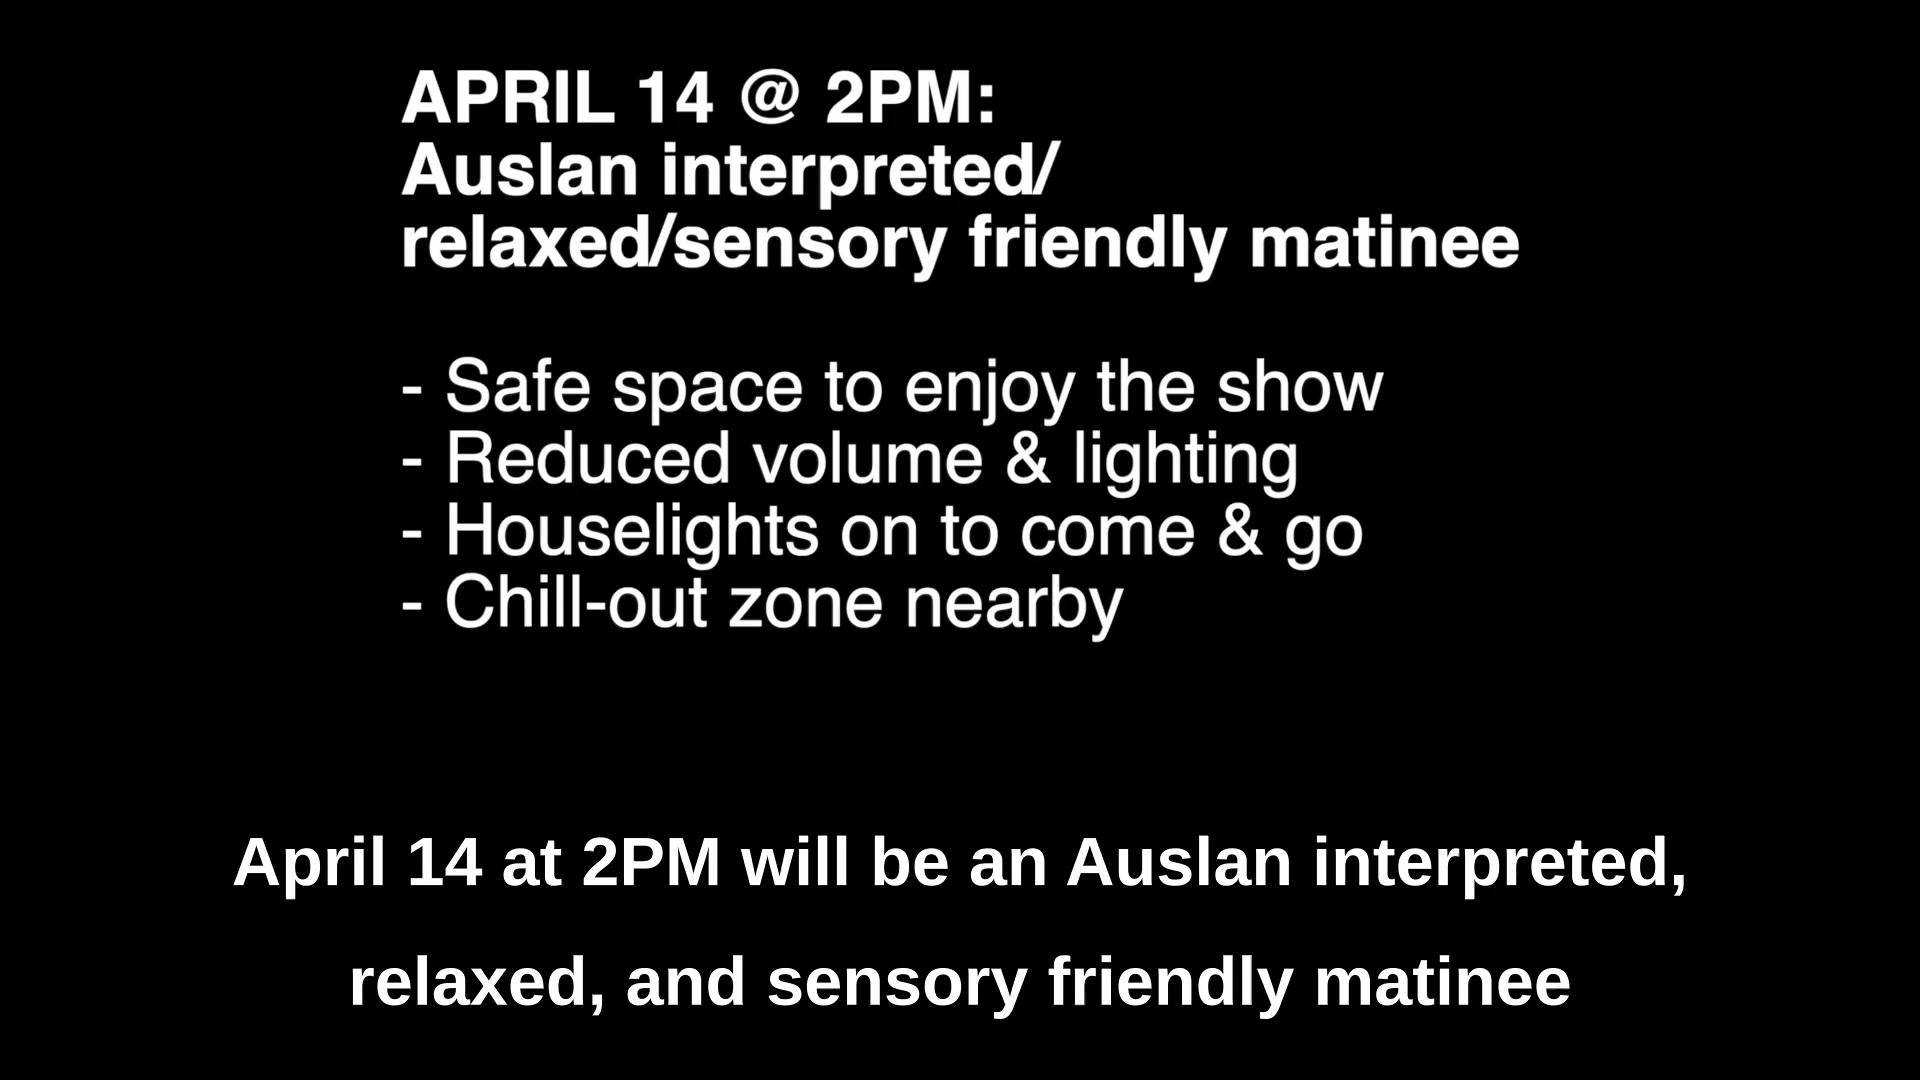 APRIL 14 @ 2PM:
Auslan interpreted/
relaxed/sensory friendly matinee
- Safe space to enjoy the show
- Reduced volume & lighting
- Houselights on to come & go
- Chill-out zone nearby
April 14 at 2PM will be an Auslan interpreted,
relaxed, and sensory friendly matinee